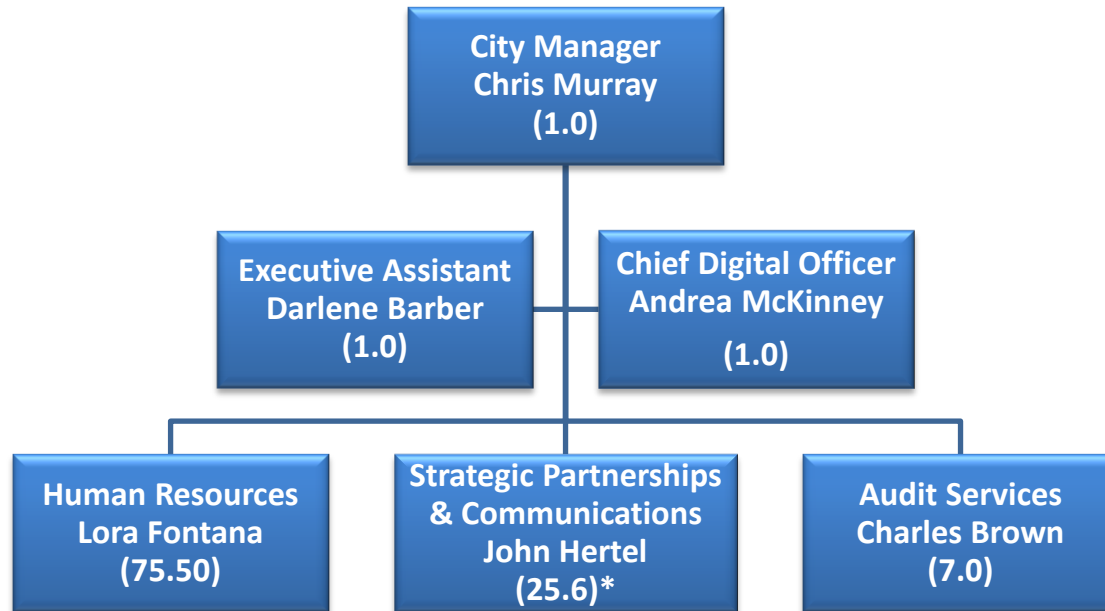 City Manager
Chris Murray
(1.0)
Executive Assistant
Darlene Barber
(1.0)
Chief Digital Officer
Andrea McKinney
(1.0)
Human Resources
Lora Fontana
(75.50)
Strategic Partnerships
& Communications
John Hertel
(25.6)*
Audit Services
Charles Brown
(7.0)